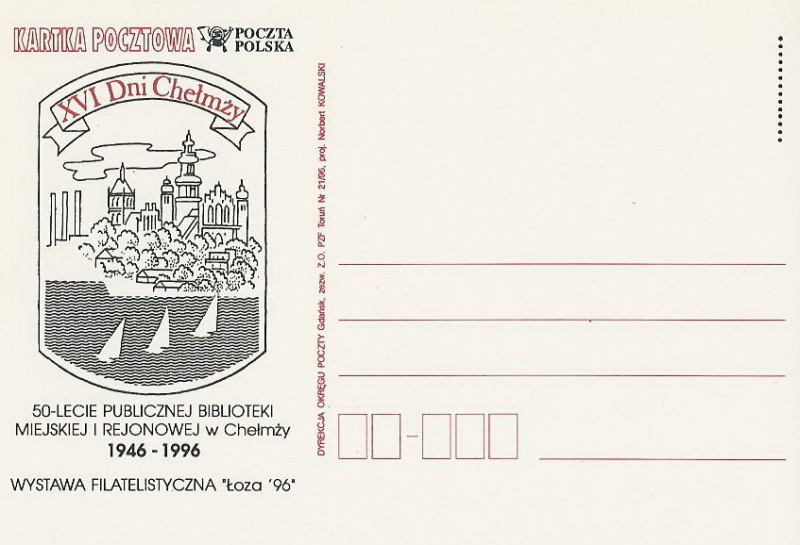 KARTKA POCZTOWA POCZTA
POLSKA
XVI Dni Chełmży
50-LECIE PUBLICZNEJ BIBLIOTEKI
MIEJSKIEJ I REJONOWEJ w Chełmży
1946 - 1996
WYSTAWA FILATELISTYCZNA "Łoza '96"
DYREKCJA OKRĘGU POCZTY Gdańsk, zezw. Z.O. PZF Toruń Nr 21/96, proj. Norbert KOWALSKI